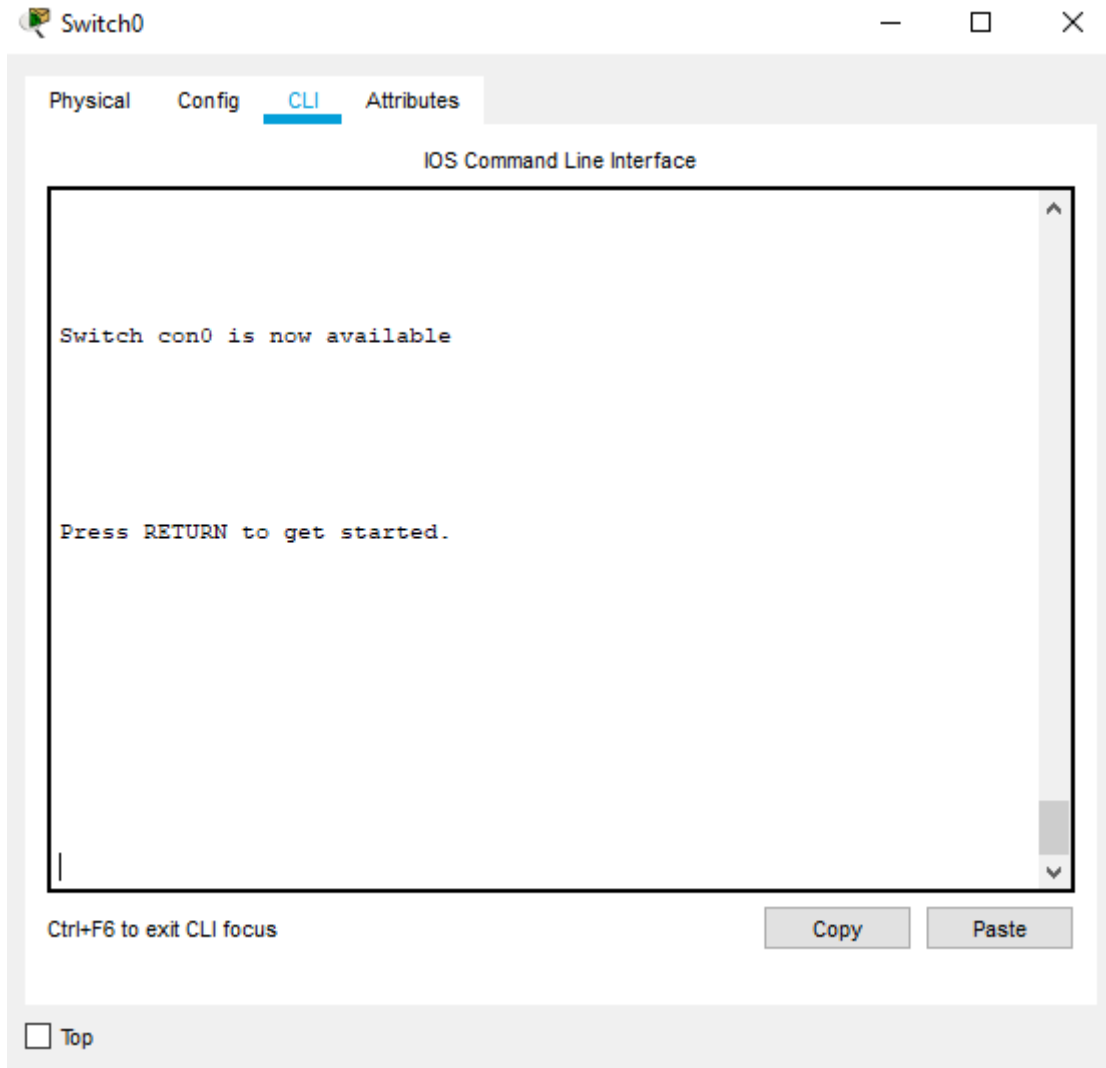 Switch0
Physical Config CLI Attributes
IOS Command Line Interface
Switch con0 is now available
Press RETURN to get started.
Ctrl+F6 to exit CLI focus
Copy Paste
Top